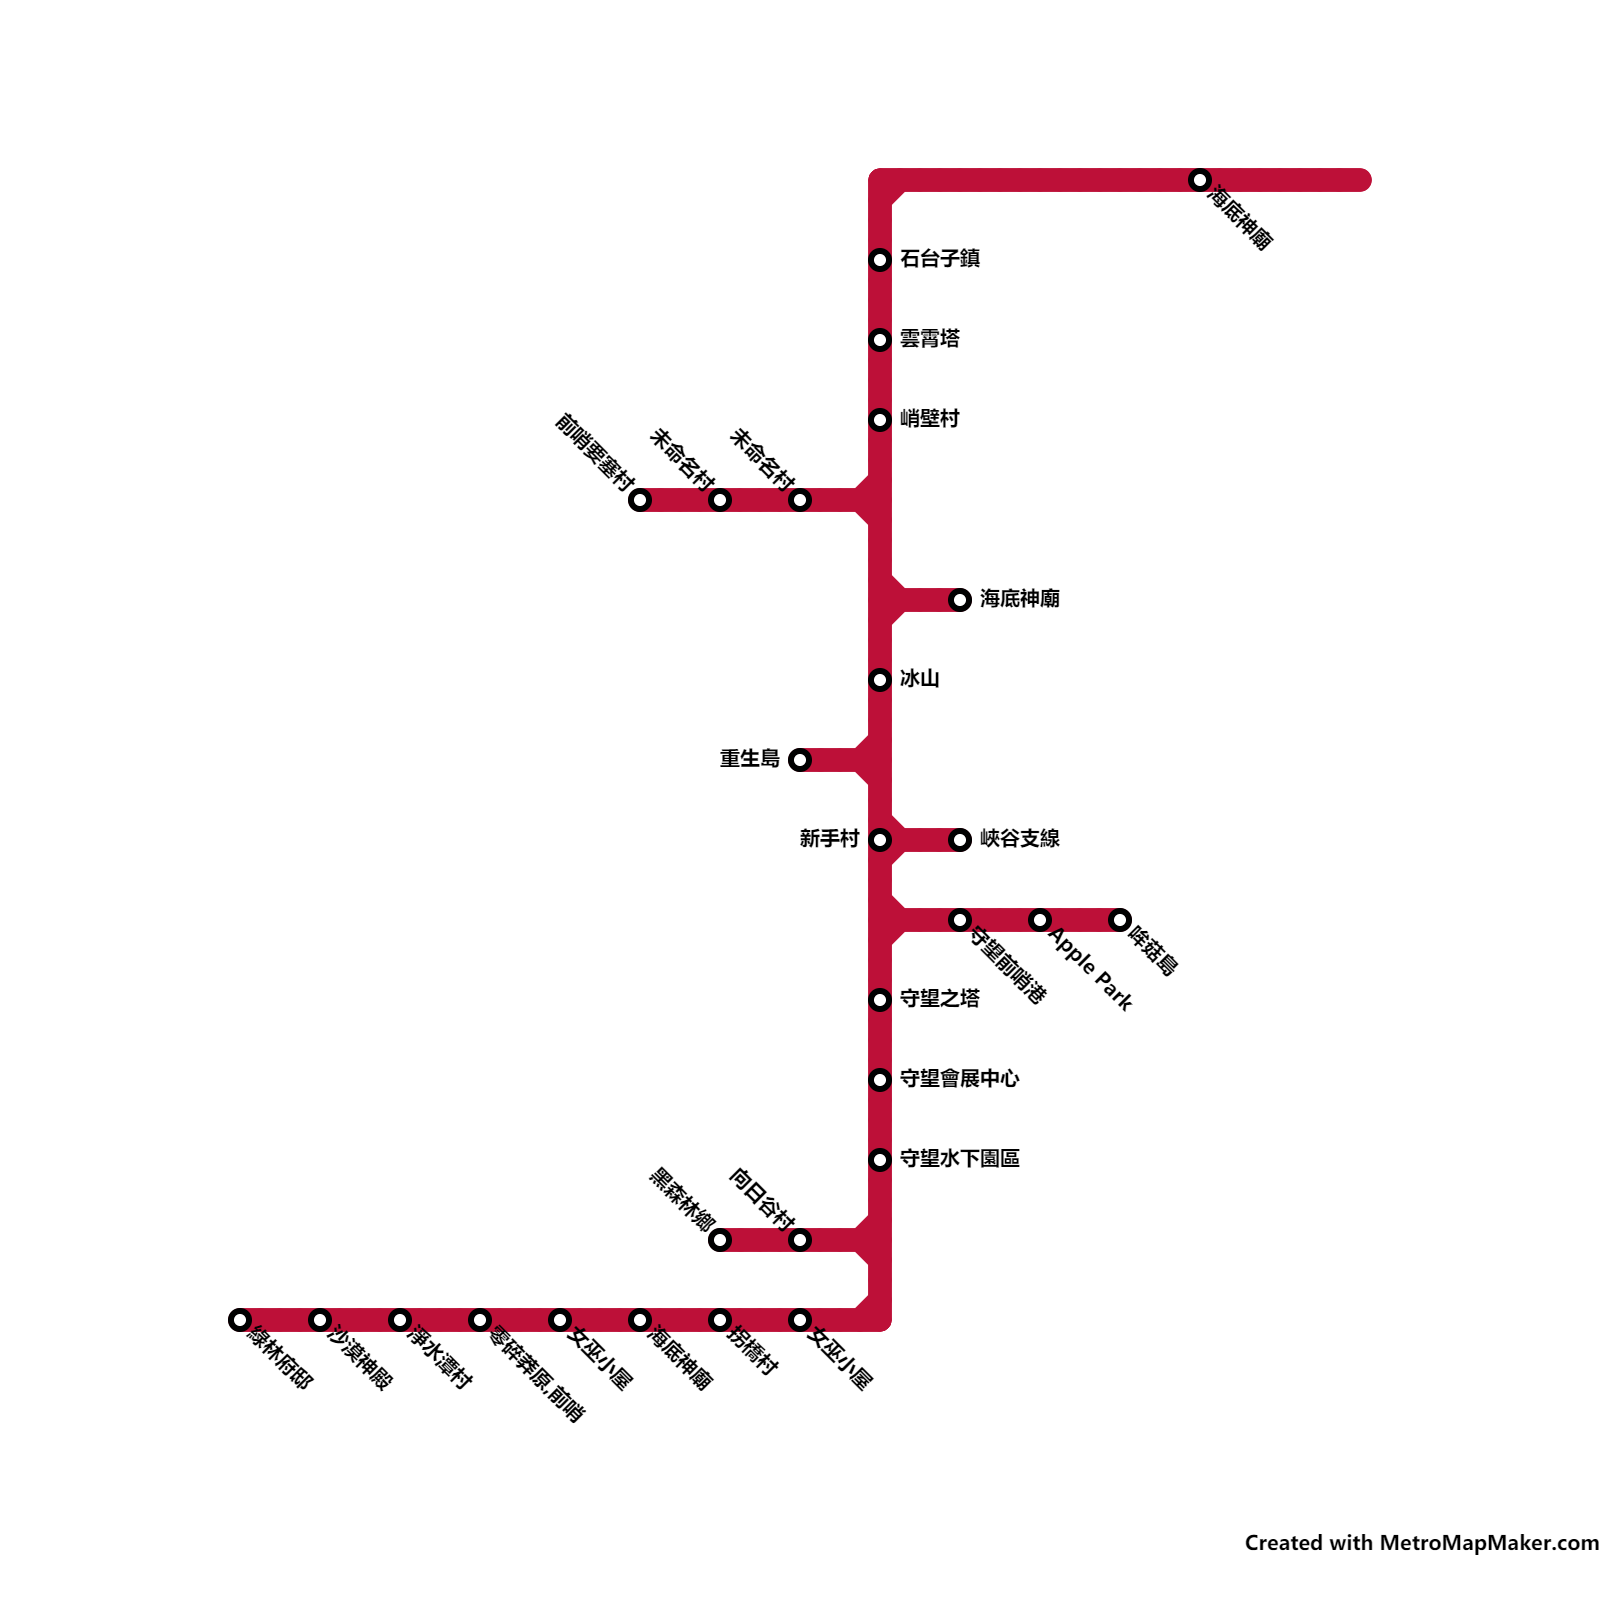 海底神廟
石台子鎮
雲霄塔
峭壁村
前哨要塞村
未命名村
未命名村
海底神廟
冰山
重生島
新手村
峽谷支線
守望前哨港
Apple Park
哞菇島
守望之塔
守望會展中心
守望水下園區
黑森林鄉
向日谷村
綠林府邸
沙漠神殿
淨水潭村
零碎莽原,前哨
女巫小屋
海底神廟
拐橋村
女巫小屋
Created with MetroMapMaker.com